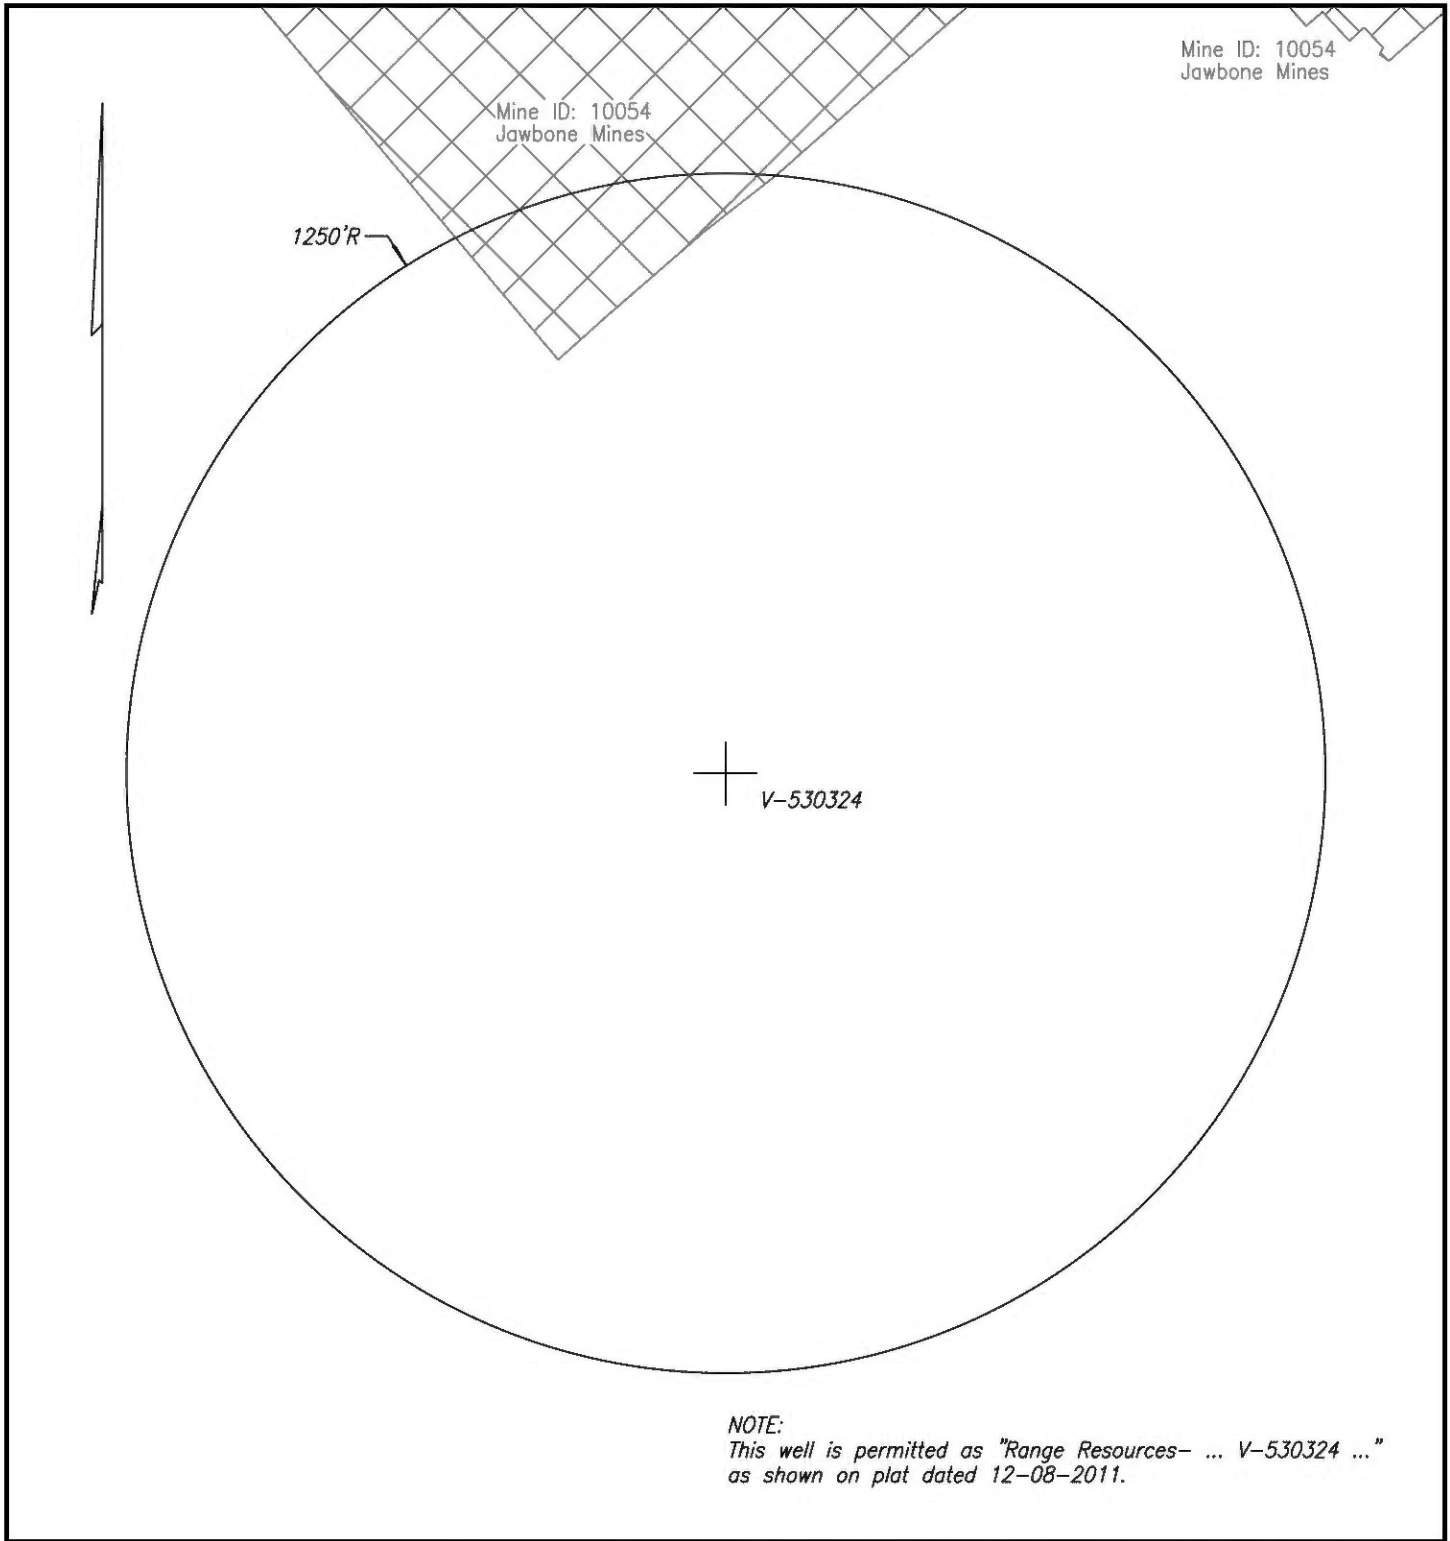 Mine ID: 10054
Jawbone Mines
Mine ID: 10054
Jawbone Mines
1250'R
V-530324
NOTE:
This well is permitted as "Range Resources- ... V-530324 ..."
as shown on plat dated 12-08-2011.